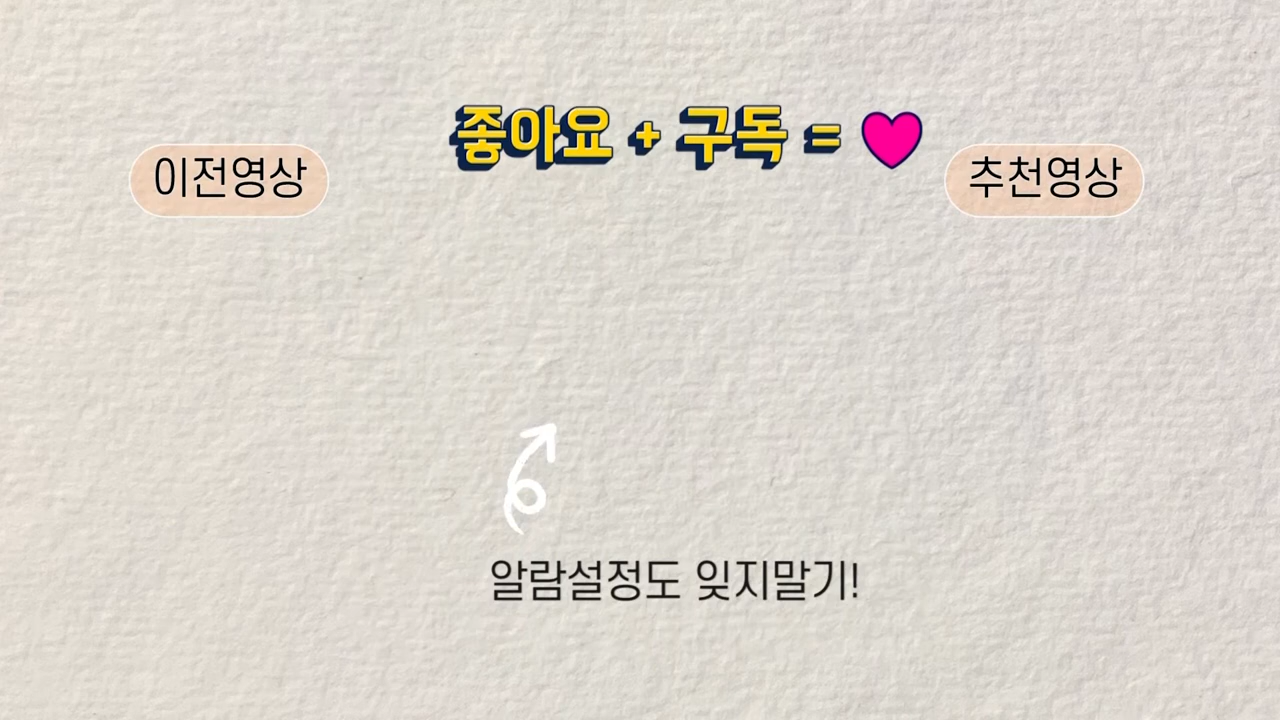 좋아요 + 구독 = 🩷
이전영상
추천영상
알람설정도 잊지말기!